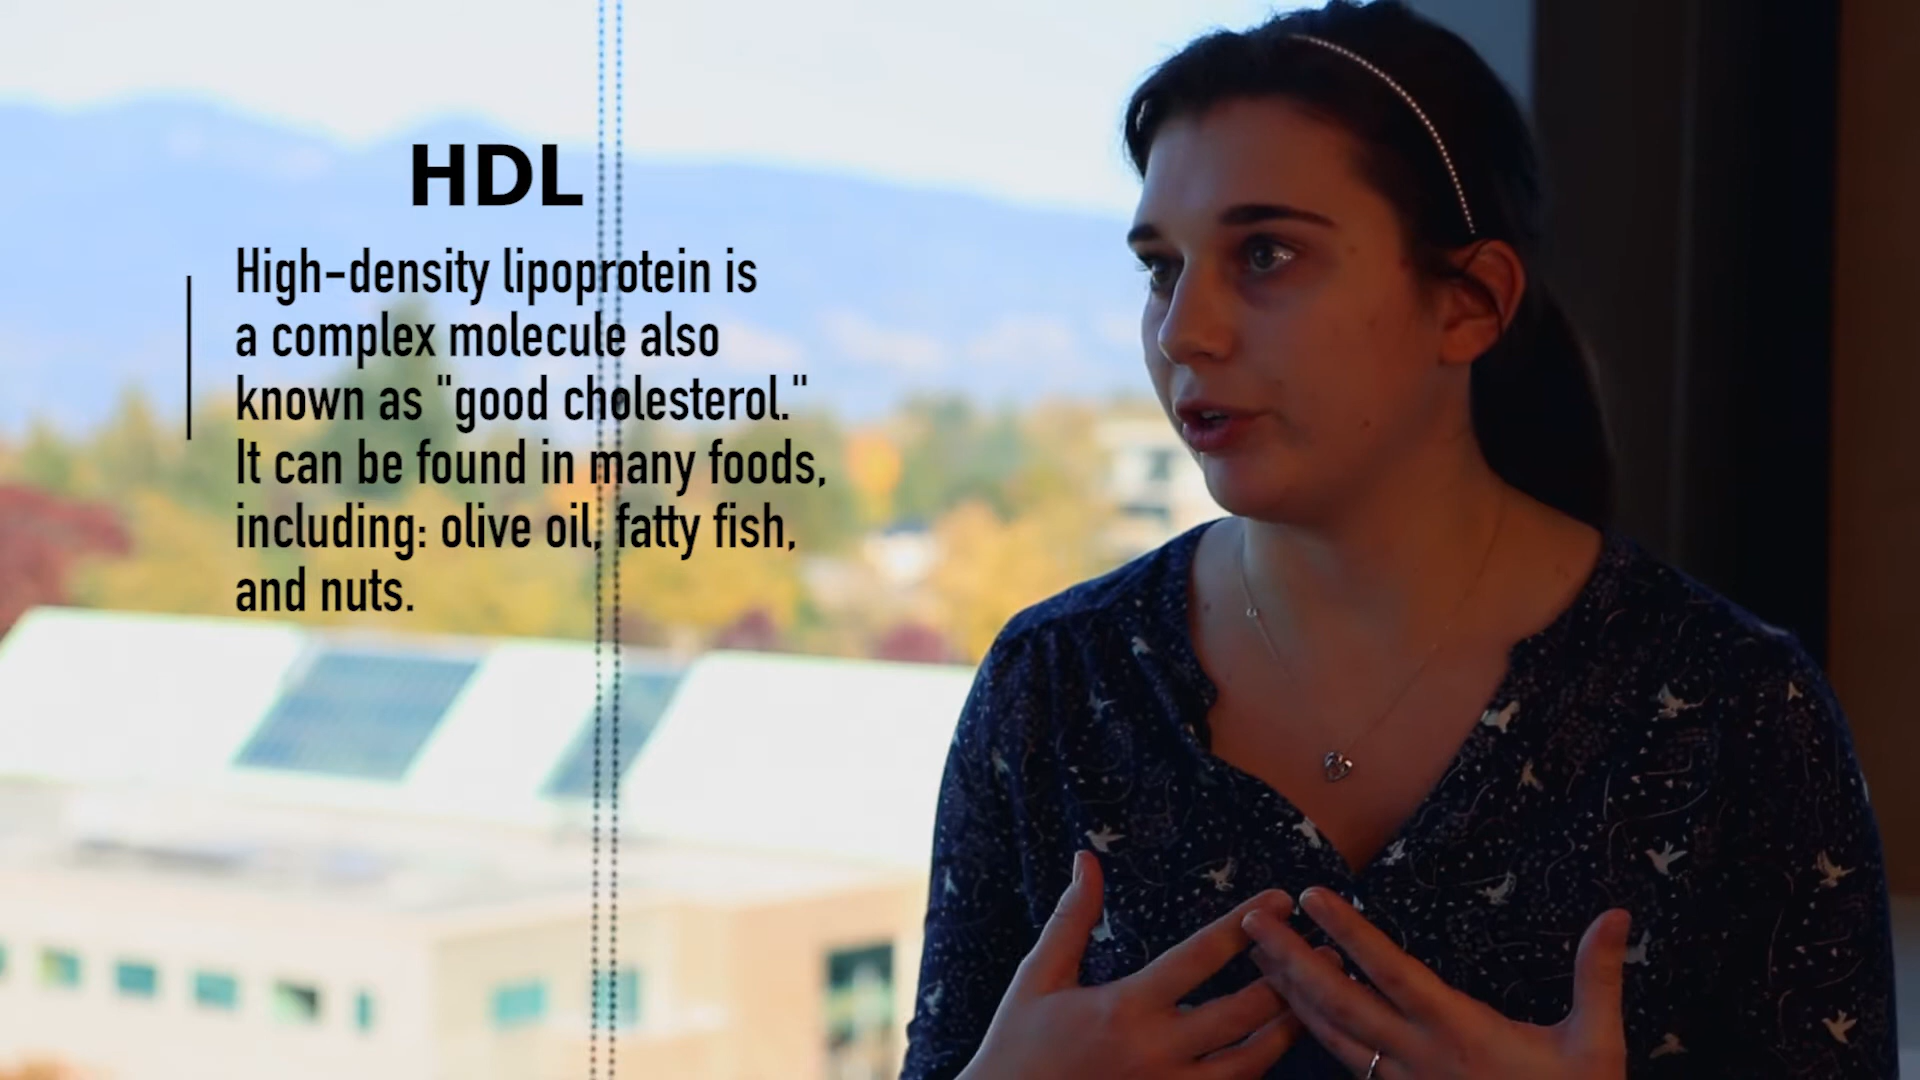 HDL
High-density lipoprotein is
a complex molecule also
known as "good cholesterol."
It can be found in many foods,
including: olive oil, fatty fish,
and nuts.